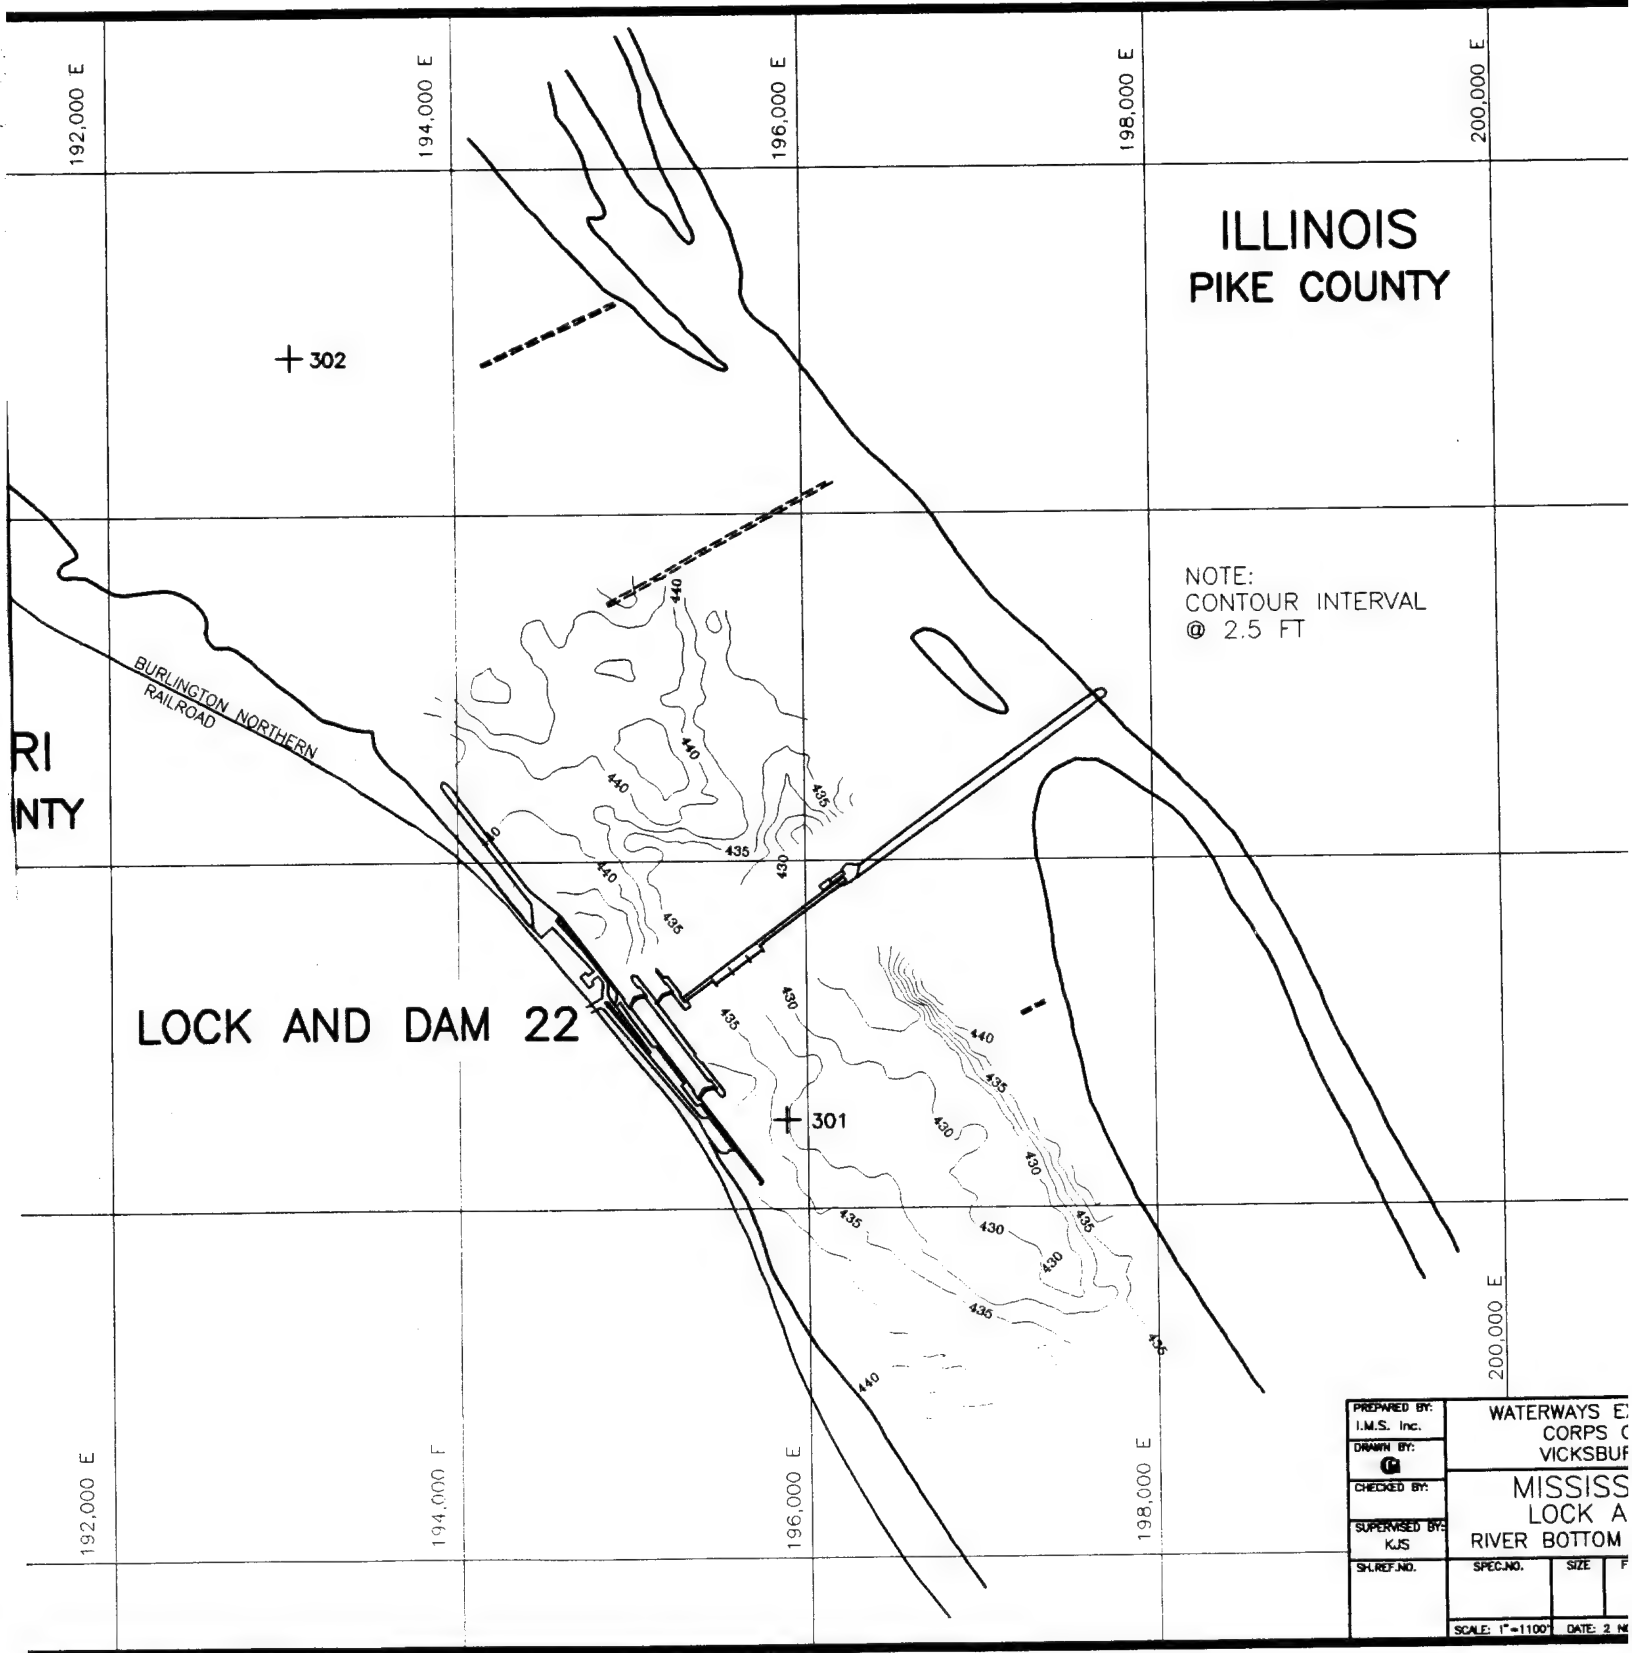 192,000 E
194,000 E
196,000 E
198,000 E
200,000 E
ILLINOIS
PIKE COUNTY
302
440
NOTE:
CONTOUR INTERVAL
@ 2.5 FT
BURLINGTON NORTHERN
RAILROAD
RI
NTY
440
440
435
435
430
440
435
LOCK AND DAM 22
430
435
440
435
301
430
430
435
435
430
430
435
435
440
200,000 E
192,000 E
194,000 E
196,000 E
198,000 E
PREPARED BY:
I.M.S. Inc.
DRAWN BY:
CHECKED BY:
SUPERVISED BY:
KJS
SH.REF.NO.
WATERWAYS E
CORPS
VICKSBU
MISSISS
LOCK A
RIVER BOTTOM
SPEC.NO.
SIZE
F
SCALE: 1"=1100'
DATE: 2 N